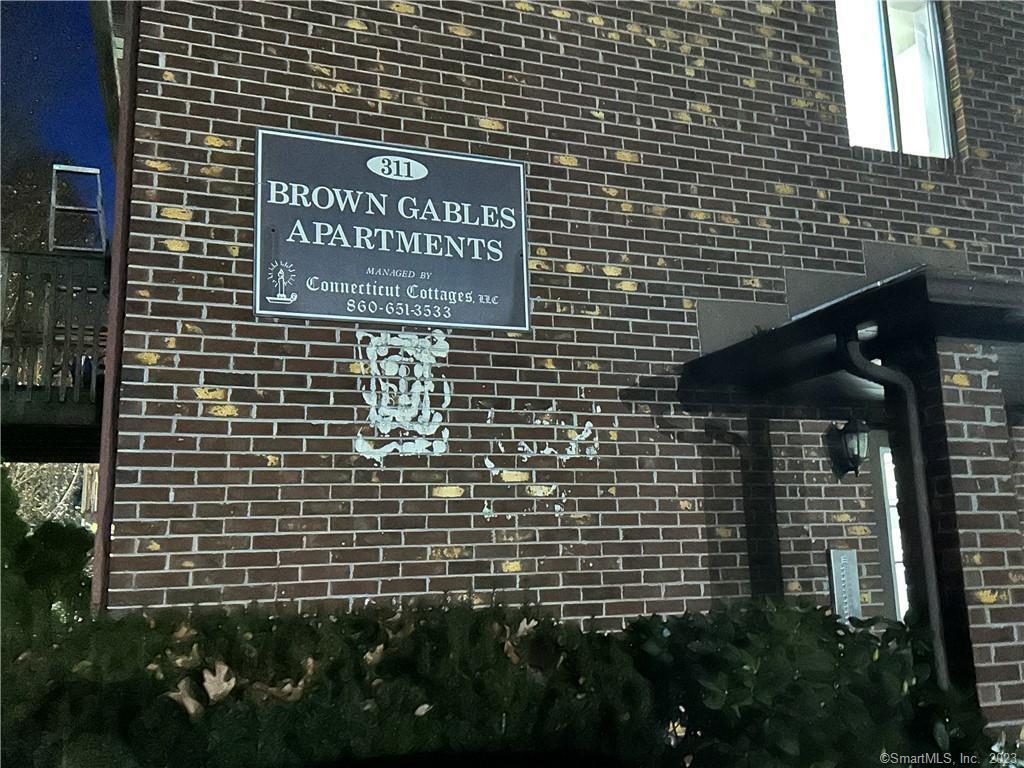 311
BROWN GABLES
APARTMENTS
MANAGED BY
Connecticut Cottages, LLC
860-651-3533
©SmartMLS, Inc. 2023